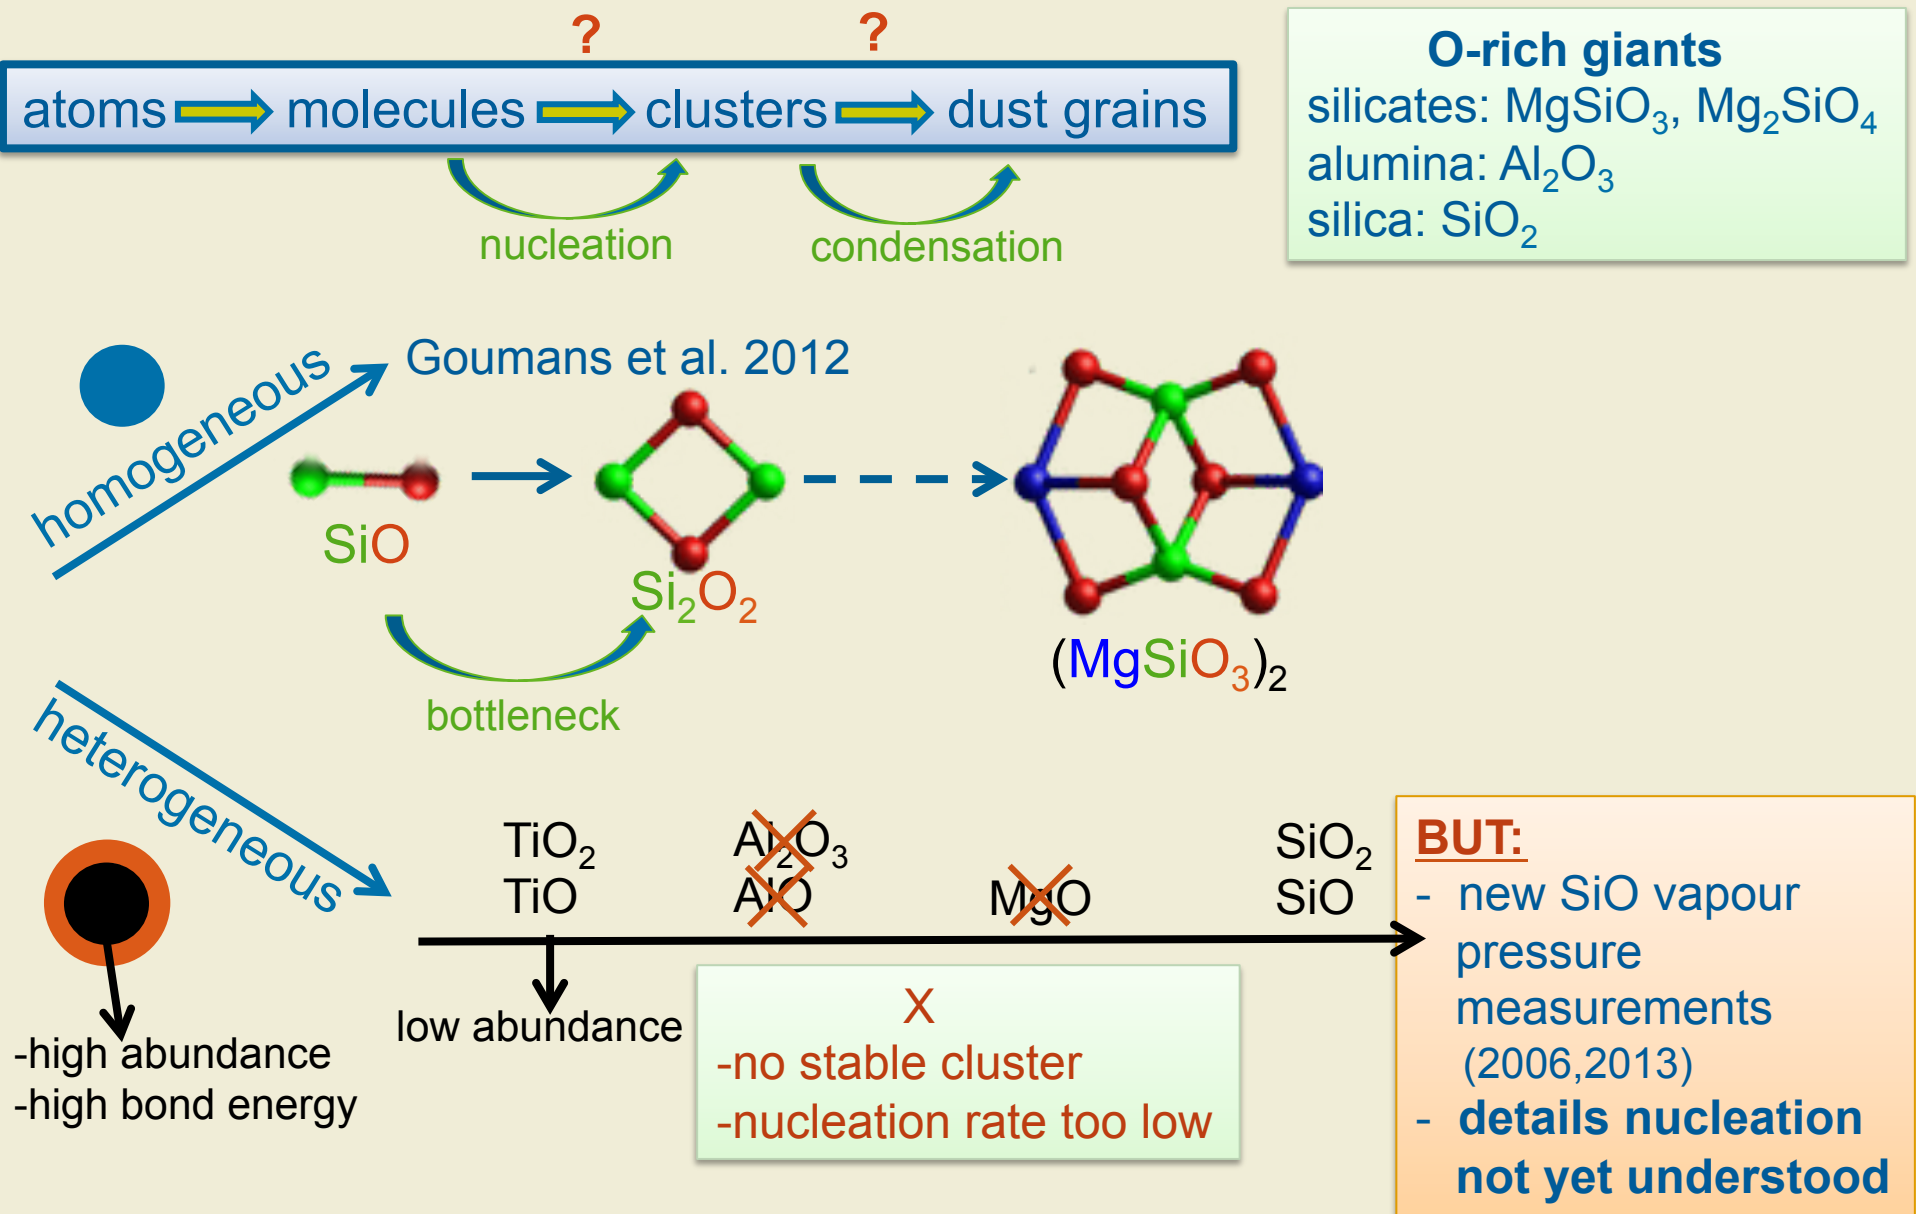 ? ?
atoms molecules clusters dust grains
nucleation condensation
O-rich giants
silicates: MgSiO₃, Mg₂SiO₄
alumina: Al₂O₃
silica: SiO₂
homogeneous
Goumans et al. 2012
SiO
Si₂O₂
(MgSiO₃)₂
bottleneck
heterogeneous
-high abundance
-high bond energy
TiO₂ Al₂O₃ SiO₂
TiO AlO MgO SiO
low abundance
X
-no stable cluster
-nucleation rate too low
BUT:
- new SiO vapour
pressure
measurements
(2006,2013)
- details nucleation
not yet understood